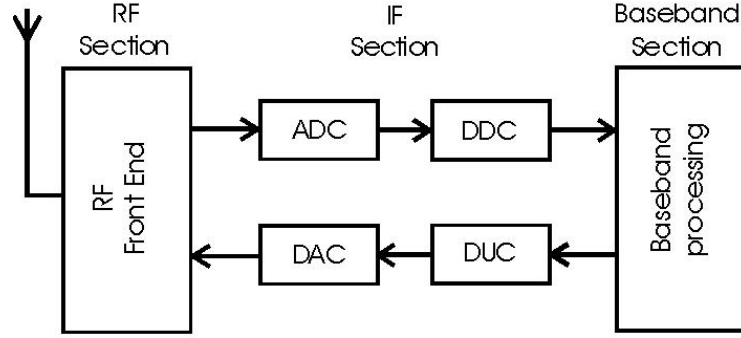 RF
Section
IF
Section
Baseband
Section
RF
Front End
ADC
DDC
DAC
DUC
Baseband
processing